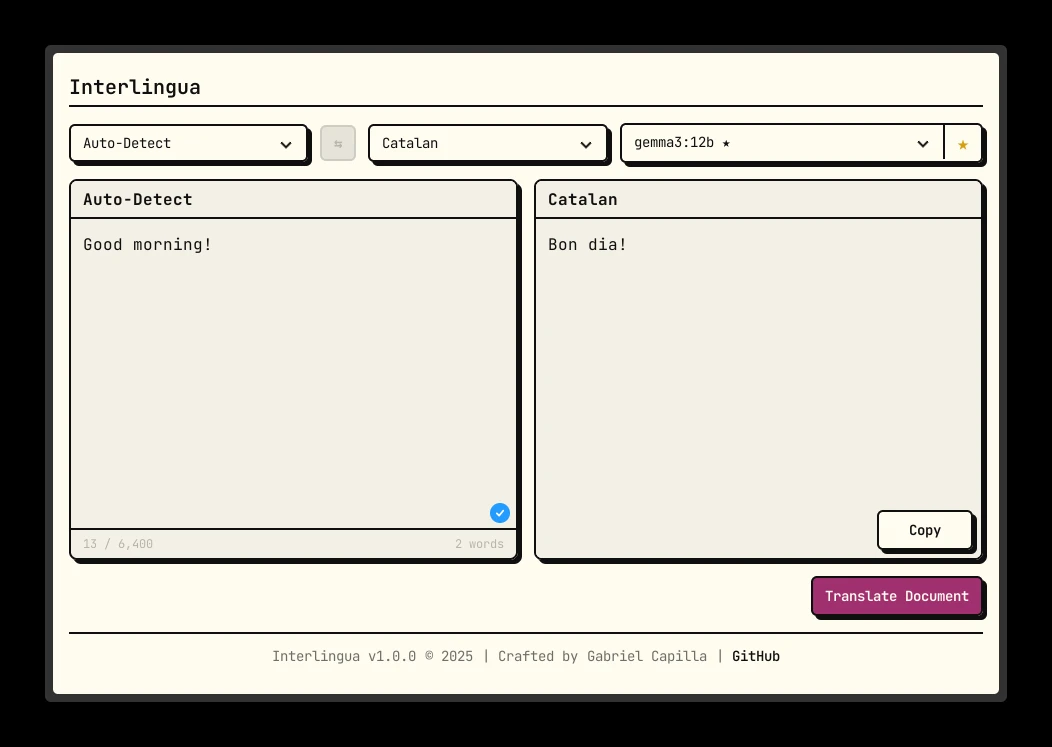 Interlingua
Auto-Detect
⇆
Catalan
gemma3:12b ★
★
Auto-Detect
Good morning!
13 / 6,400
2 words
Catalan
Bon dia!
Copy
Translate Document
Interlingua v1.0.0 © 2025 | Crafted by Gabriel Capilla | GitHub